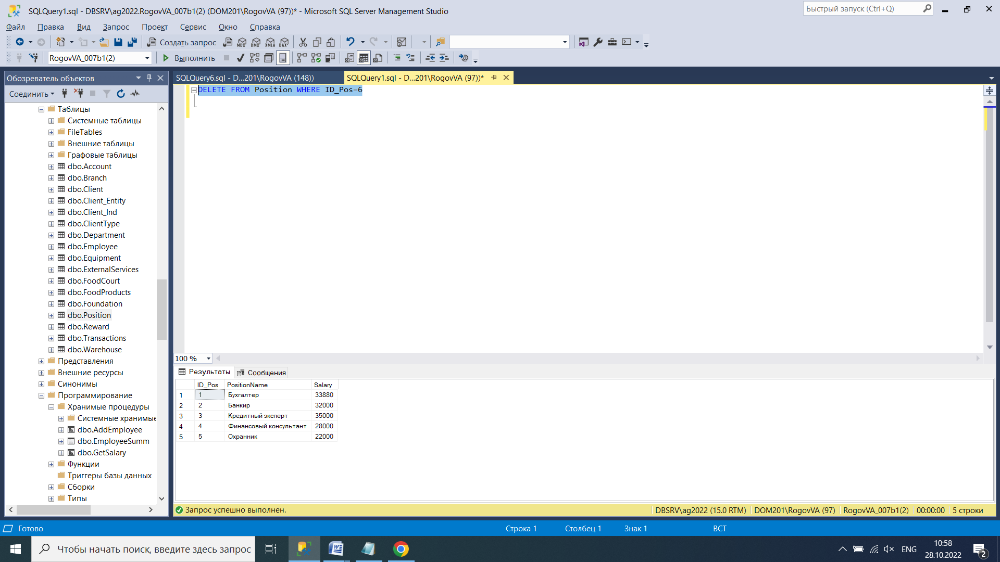 SQLQuery1.sql - DBSRV\ag2022.RogovVA_007b1(2) (DOM201\RogovVA (97))* - Microsoft SQL Server Management Studio
Быстрый запуск (Ctrl+Q)
Файл Правка Вид Запрос Проект Сервис Окно Справка
Создать запрос MDX DMX XMLA DAX
RogovVA_007b1(2) Выполнить
Обозреватель объектов
SQLQuery6.sql - D...201\RogovVA (148))
SQLQuery1.sql - D...201\RogovVA (97))*
Соединить
DELETE FROM Position WHERE ID_Pos=6
Таблицы
Системные таблицы
FileTables
Внешние таблицы
Графовые таблицы
dbo.Account
dbo.Branch
dbo.Client
dbo.Client_Entity
dbo.Client_Ind
dbo.ClientType
dbo.Department
dbo.Employee
dbo.Equipment
dbo.ExternalServices
dbo.FoodCourt
dbo.FoodProducts
dbo.Foundation
dbo.Position
dbo.Reward
dbo.Transactions
dbo.Warehouse
Представления
Внешние ресурсы
Синонимы
Программирование
Хранимые процедуры
Системные хранимые
dbo.AddEmployee
dbo.EmployeeSumm
dbo.GetSalary
Функции
Триггеры базы данных
Сборки
Типы
100 %
Результаты Сообщения
ID_Pos PositionName Salary
1 1 Бухгалтер 33880
2 2 Банкир 32000
3 3 Кредитный эксперт 35000
4 4 Финансовый консультант 28000
5 5 Охранник 22000
Запрос успешно выполнен.
DBSRV\ag2022 (15.0 RTM) DOM201\RogovVA (97) RogovVA_007b1(2) 00:00:00 5 строки
Готово
Строка 1 Столбец 1 Знак 1 ВСТ
Чтобы начать поиск, введите здесь запрос
ENG
10:58
28.10.2022
2